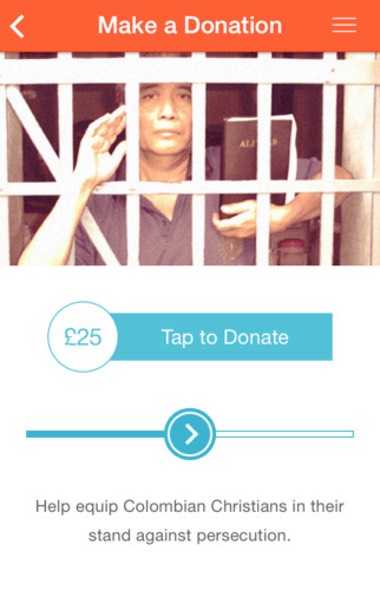 Make a Donation
£25
Tap to Donate
Help equip Colombian Christians in their
stand against persecution.